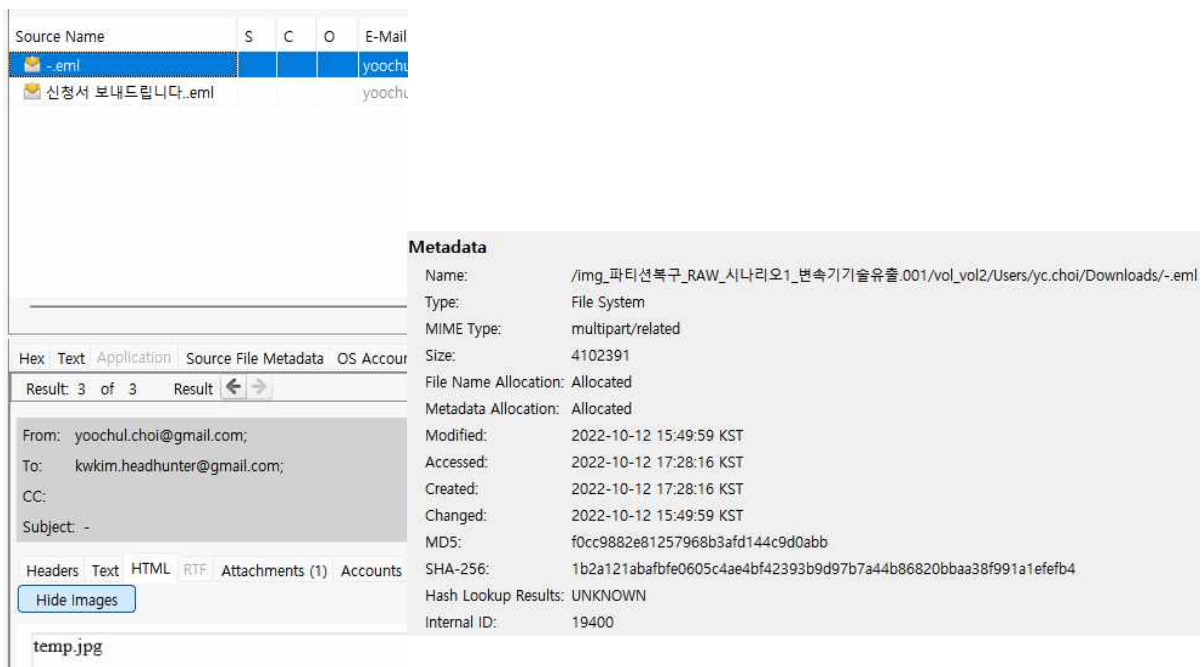 Source Name S C O E-Mail
-.eml yoochu
신청서 보내드립니다..eml yoochu
Hex Text Application Source File Metadata OS Accour
Result: 3 of 3 Result
From: yoochul.choi@gmail.com;
To: kwkim.headhunter@gmail.com;
CC:
Subject: -
Headers Text HTML RTF Attachments (1) Accounts
Hide Images
temp.jpg
Metadata
Name: /img_파티션복구_RAW_시나리오1_변속기기술유출.001/vol_vol2/Users/yc.choi/Downloads/-.eml
Type: File System
MIME Type: multipart/related
Size: 4102391
File Name Allocation: Allocated
Metadata Allocation: Allocated
Modified: 2022-10-12 15:49:59 KST
Accessed: 2022-10-12 17:28:16 KST
Created: 2022-10-12 17:28:16 KST
Changed: 2022-10-12 15:49:59 KST
MD5: f0cc9882e81257968b3afd144c9d0abb
SHA-256: 1b2a121abafbfe0605c4ae4bf42393b9d97b7a44b86820bbaa38f991a1efefb4
Hash Lookup Results: UNKNOWN
Internal ID: 19400